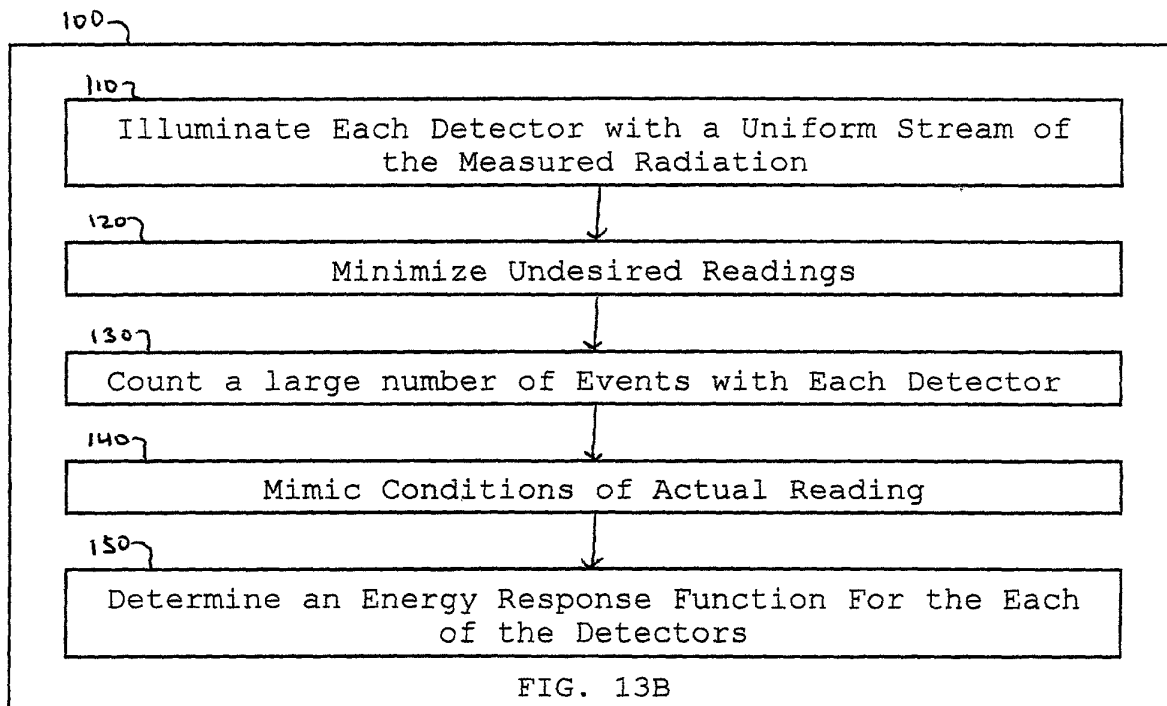 100
110
Illuminate Each Detector with a Uniform Stream of
the Measured Radiation
120
Minimize Undesired Readings
130
Count a large number of Events with Each Detector
140
Mimic Conditions of Actual Reading
150
Determine an Energy Response Function For the Each
of the Detectors
FIG. 13B